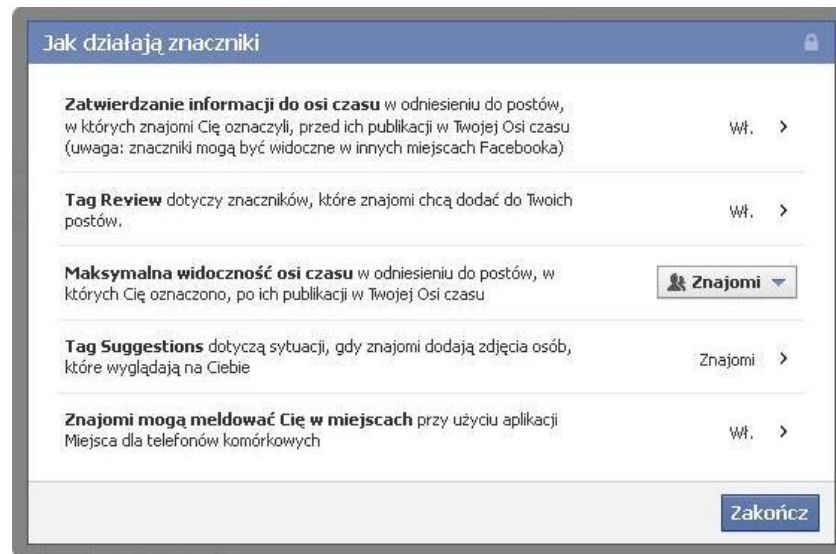 Jak działają znaczniki
Zatwierdzanie informacji do osi czasu w odniesieniu do postów,
w których znajomi Cię oznaczyli, przed ich publikacji w Twojej Osi czasu
(uwaga: znaczniki mogą być widoczne w innych miejscach Facebooka)
Wł.
Tag Review dotyczy znaczników, które znajomi chcą dodać do Twoich
postów.
Wł.
Maksymalna widoczność osi czasu w odniesieniu do postów, w
których Cię oznaczono, po ich publikacji w Twojej Osi czasu
Znajomi
Tag Suggestions dotyczą sytuacji, gdy znajomi dodają zdjęcia osób,
które wyglądają na Ciebie
Znajomi
Znajomi mogą meldować Cię w miejscach przy użyciu aplikacji
Miejsca dla telefonów komórkowych
Wł.
Zakończ